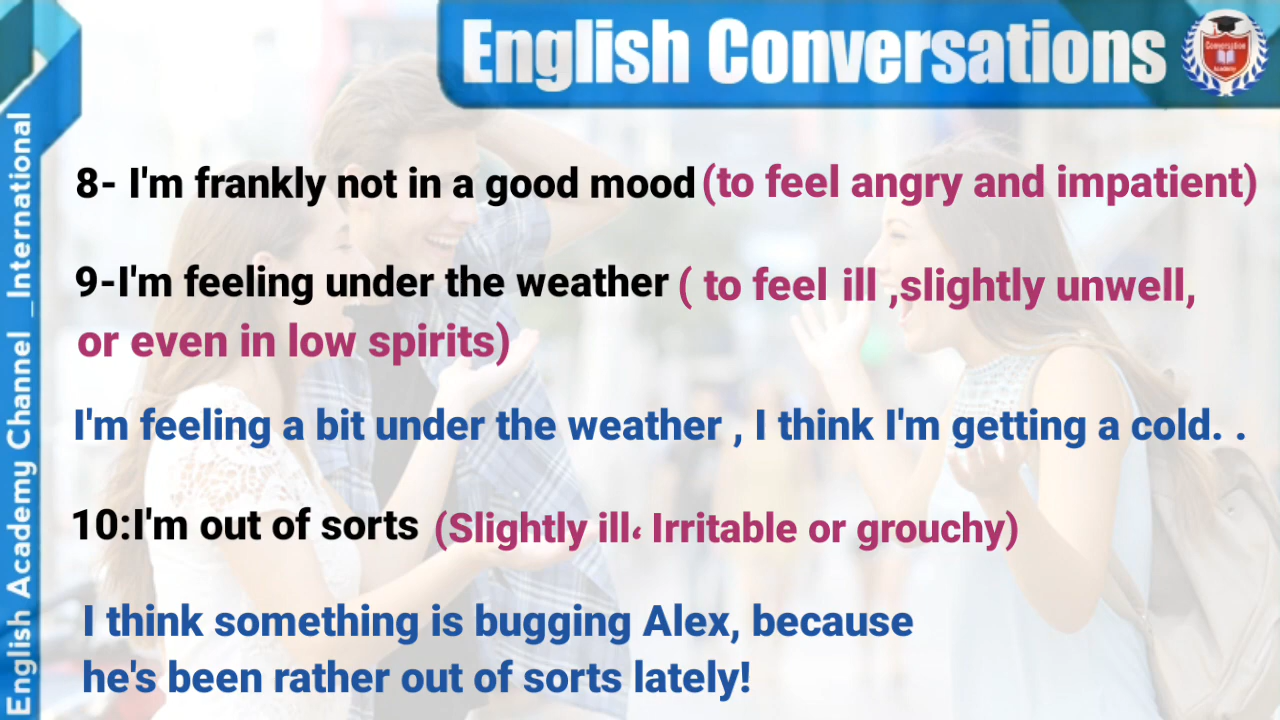 English Conversations
Conversation
Academy
English Academy Channel _International
8- I'm frankly not in a good mood (to feel angry and impatient)
9-I'm feeling under the weather ( to feel ill ,slightly unwell,
or even in low spirits)
I'm feeling a bit under the weather , I think I'm getting a cold. .
10:I'm out of sorts (Slightly ill، Irritable or grouchy)
I think something is bugging Alex, because
he's been rather out of sorts lately!